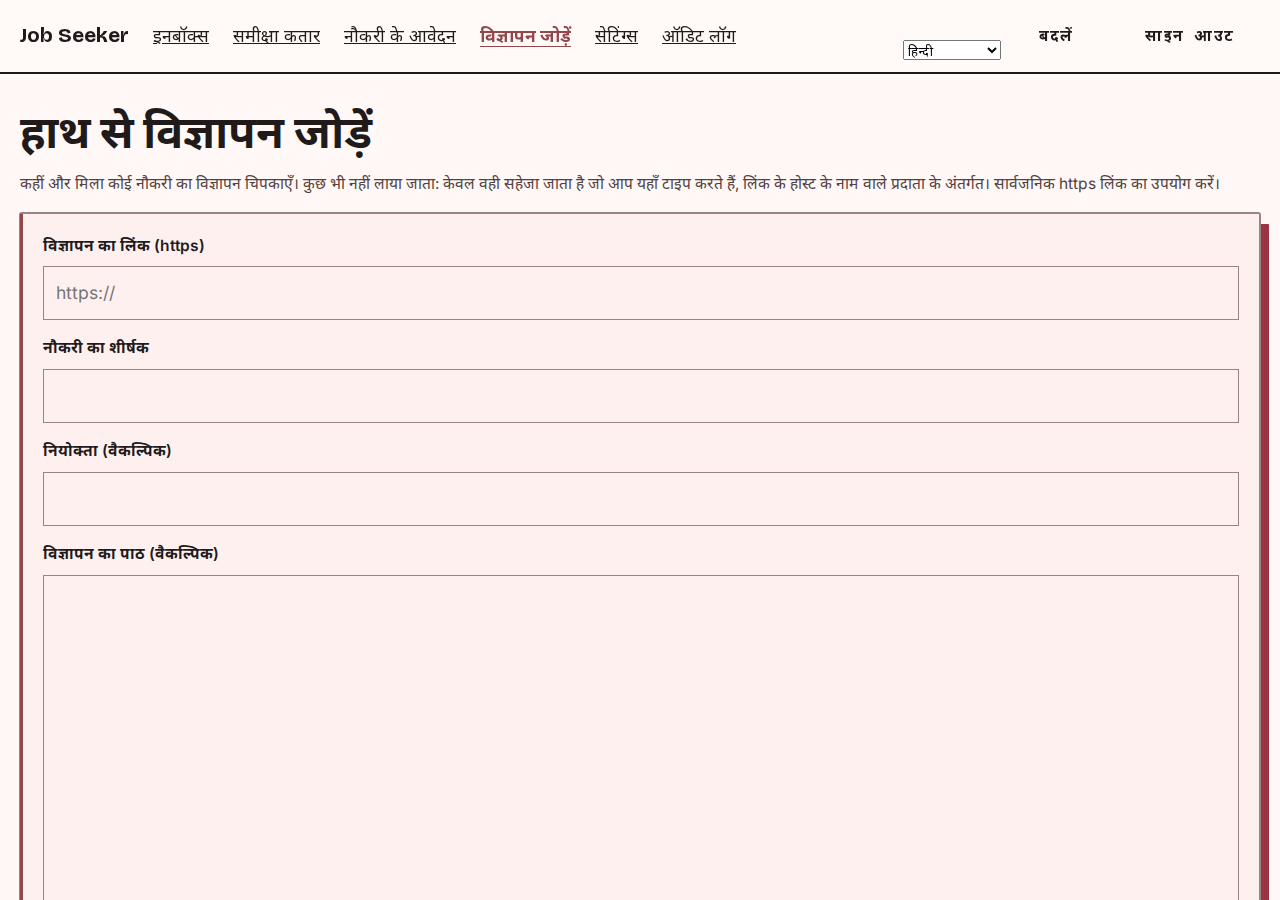 Job Seeker इनबॉक्स समीक्षा कतार नौकरी के आवेदन विज्ञापन जोड़ें सेटिंग्स ऑडिट लॉग हिन्दी बदलें साइन आउट
हाथ से विज्ञापन जोड़ें
कहीं और मिला कोई नौकरी का विज्ञापन चिपकाएँ। कुछ भी नहीं लाया जाता: केवल वही सहेजा जाता है जो आप यहाँ टाइप करते हैं, लिंक के होस्ट के नाम वाले प्रदाता के अंतर्गत। सार्वजनिक https लिंक का उपयोग करें।
विज्ञापन का लिंक (https)
https://
नौकरी का शीर्षक
नियोक्ता (वैकल्पिक)
विज्ञापन का पाठ (वैकल्पिक)